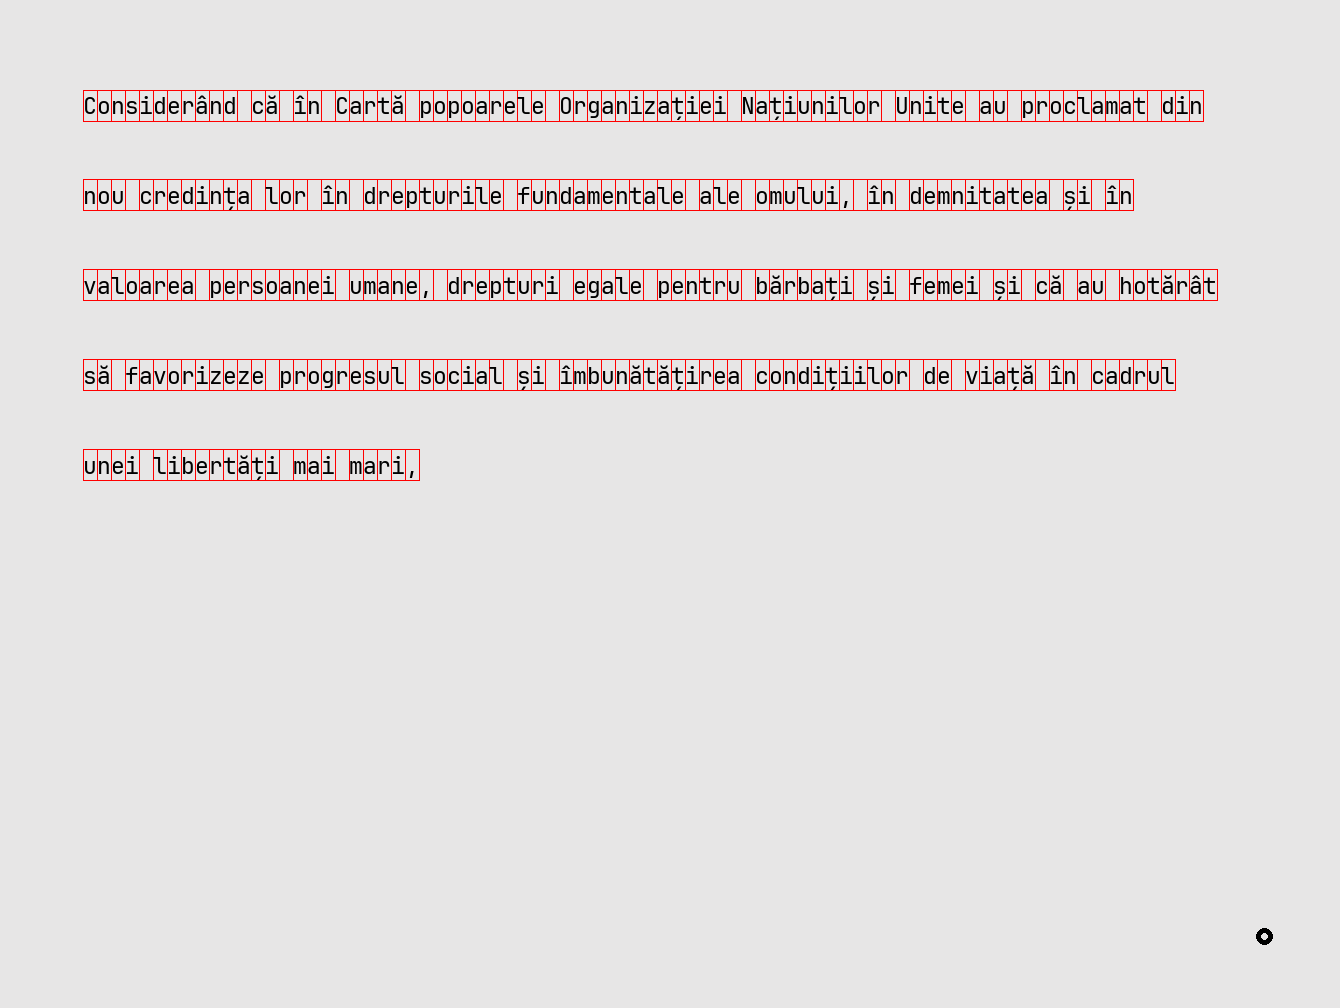 Considerând că în Cartă popoarele Organizației Națiunilor Unite au proclamat din
nou credința lor în drepturile fundamentale ale omului, în demnitatea și în
valoarea persoanei umane, drepturi egale pentru bărbați și femei și că au hotărât
să favorizeze progresul social și îmbunătățirea condițiilor de viață în cadrul
unei libertăți mai mari,